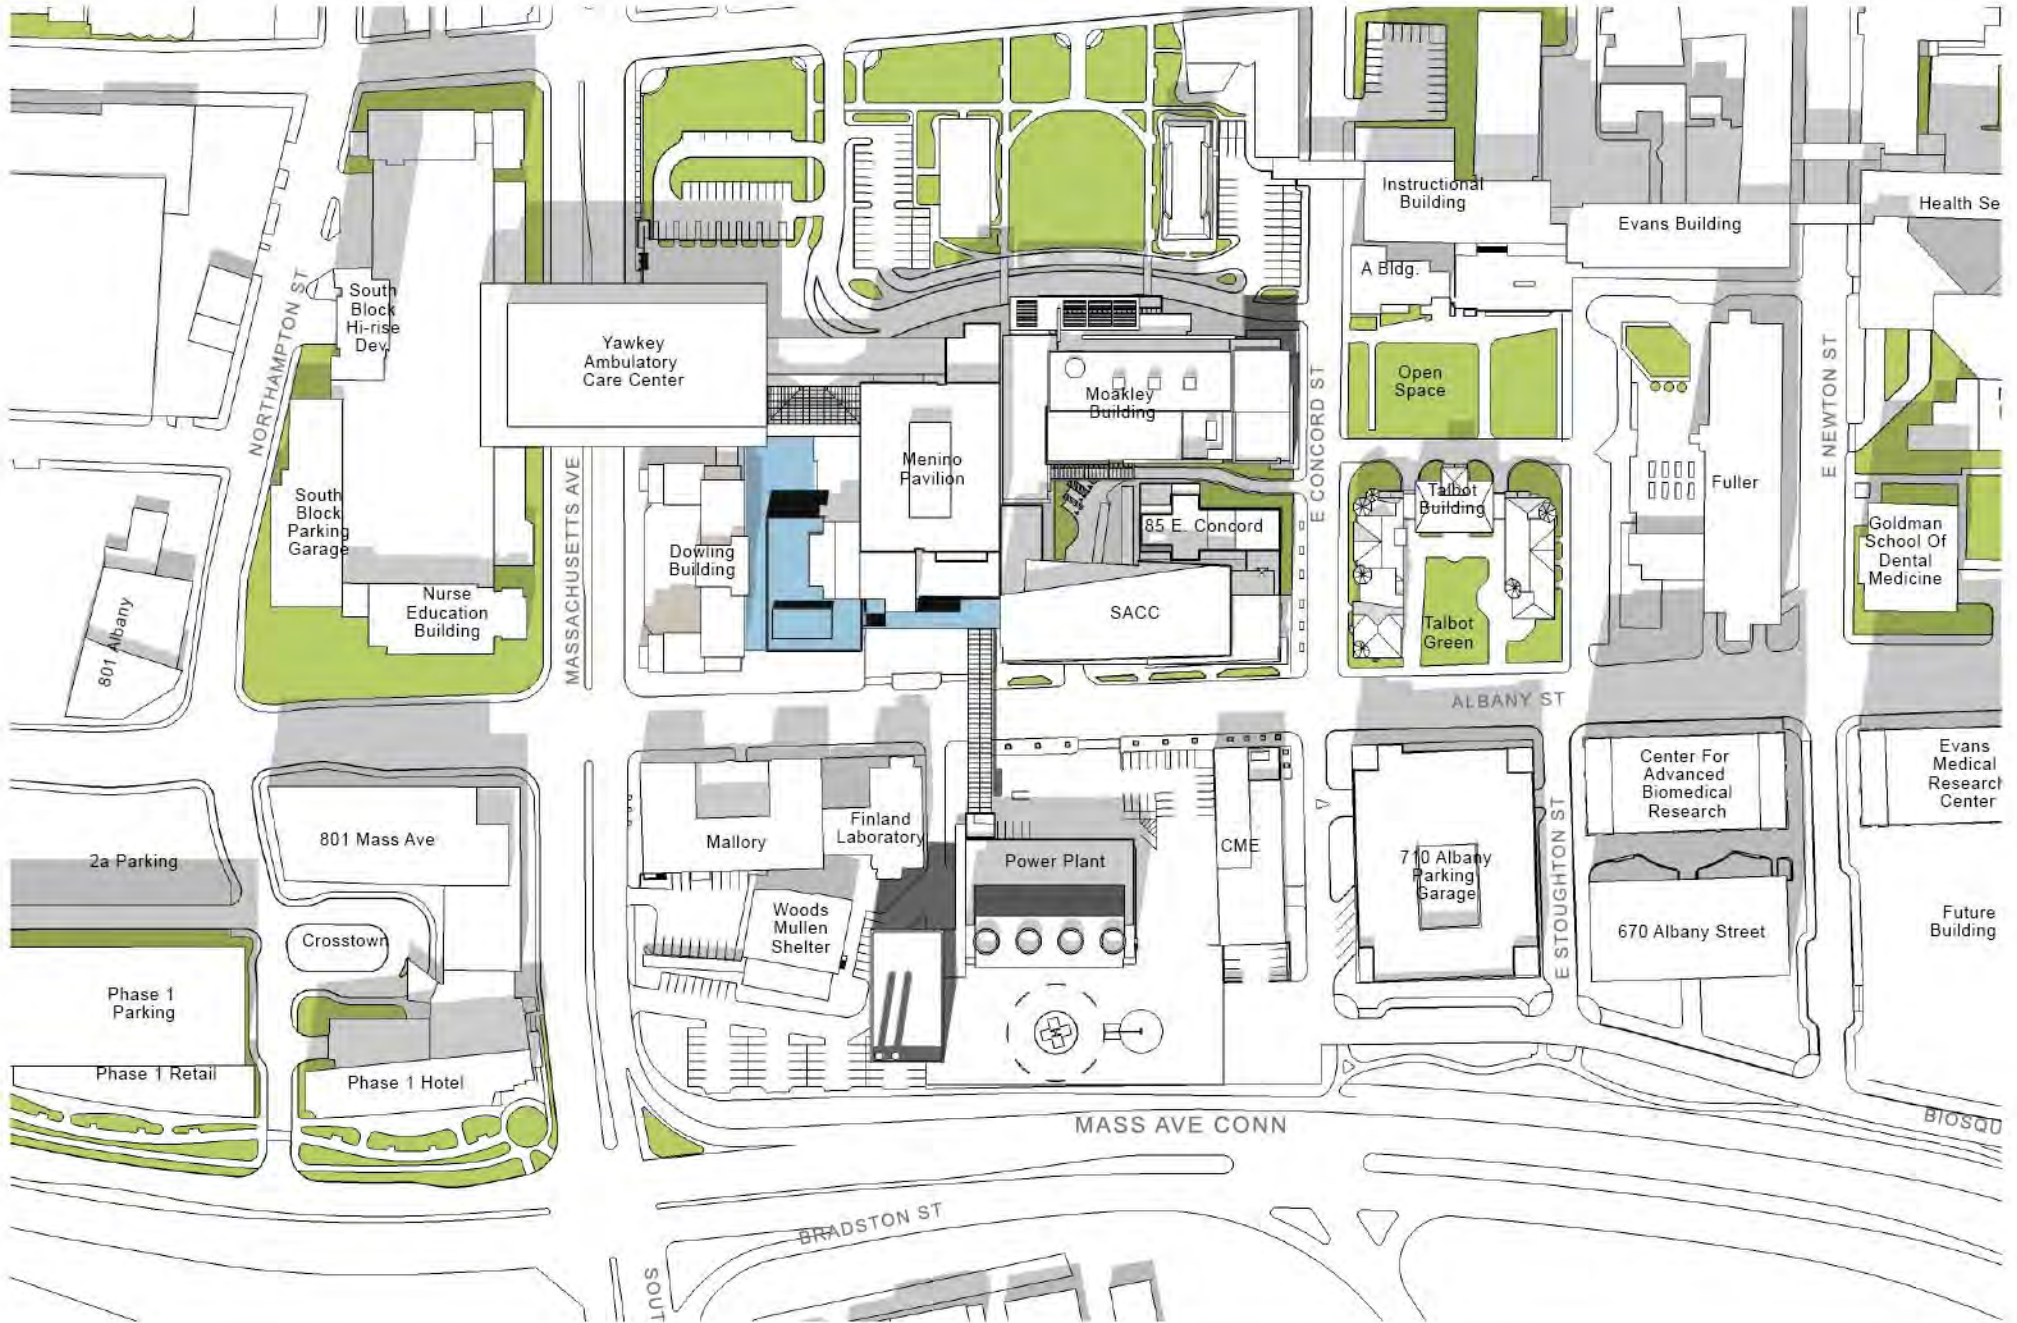 Instructional
Building
Evans Building
Health Se
A Bldg.
South
Block
Hi-rise
Dev.
NORTHAMPTON ST
Yawkey
Ambulatory
Care Center
Moakley
Building
Open
Space
E CONCORD ST
E NEWTON ST
Menino
Pavilion
Talbot
Building
Fuller
South
Block
Parking
Garage
MASSACHUSETTS AVE
85 E. Concord
Goldman
School Of
Dental
Medicine
Dowling
Building
Nurse
Education
Building
SACC
Talbot
Green
801 Albany
ALBANY ST
Center For
Advanced
Biomedical
Research
Evans
Medical
Research
Center
801 Mass Ave
Mallory
Finland
Laboratory
Power Plant
CME
2a Parking
710 Albany
Parking
Garage
E STOUGHTON ST
Woods
Mullen
Shelter
Crosstown
670 Albany Street
Future
Building
Phase 1
Parking
Phase 1 Retail
Phase 1 Hotel
MASS AVE CONN
BIOSQU
BRADSTON ST
SOUT